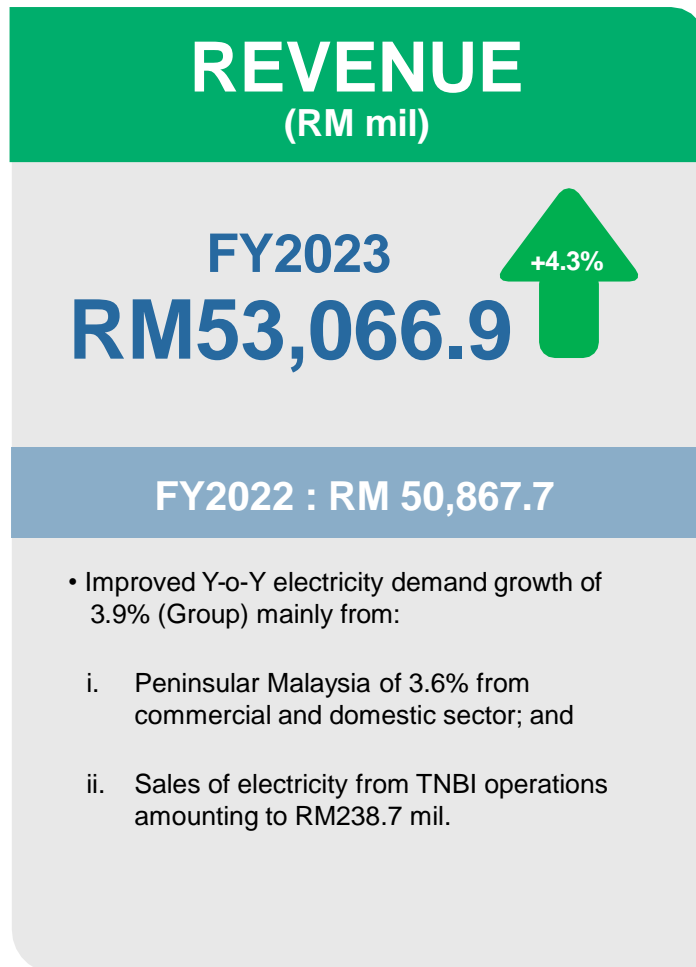 REVENUE
(RM mil)
FY2023
+4.3%
RM53,066.9
FY2022 : RM 50,867.7
• Improved Y-o-Y electricity demand growth of
3.9% (Group) mainly from:
i. Peninsular Malaysia of 3.6% from
commercial and domestic sector; and
ii. Sales of electricity from TNBI operations
amounting to RM238.7 mil.